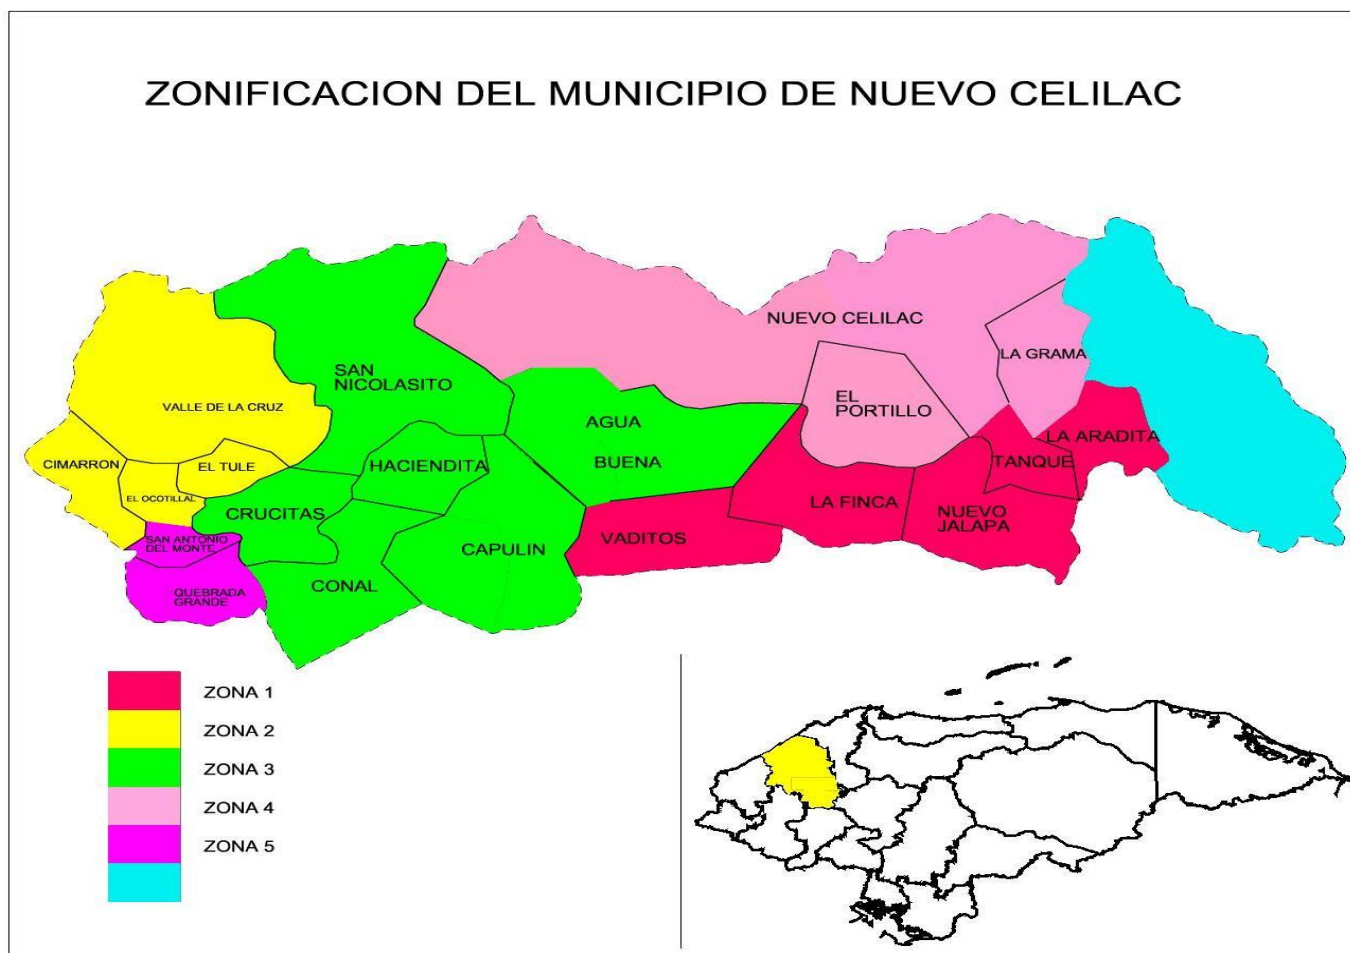 ZONIFICACION DEL MUNICIPIO DE NUEVO CELILAC
NUEVO CELILAC
LA GRAMA
SAN
NICOLASITO
EL
PORTILLO
VALLE DE LA CRUZ
AGUA
BUENA
LA ARADITA
CIMARRON
EL TULE
HACIENDITA
TANQUE
EL OCOTILLAL
LA FINCA
CRUCITAS
NUEVO
JALAPA
SAN ANTONIO
DEL MONTE
VADITOS
CAPULIN
CONAL
QUEBRADA
GRANDE
ZONA 1
ZONA 2
ZONA 3
ZONA 4
ZONA 5